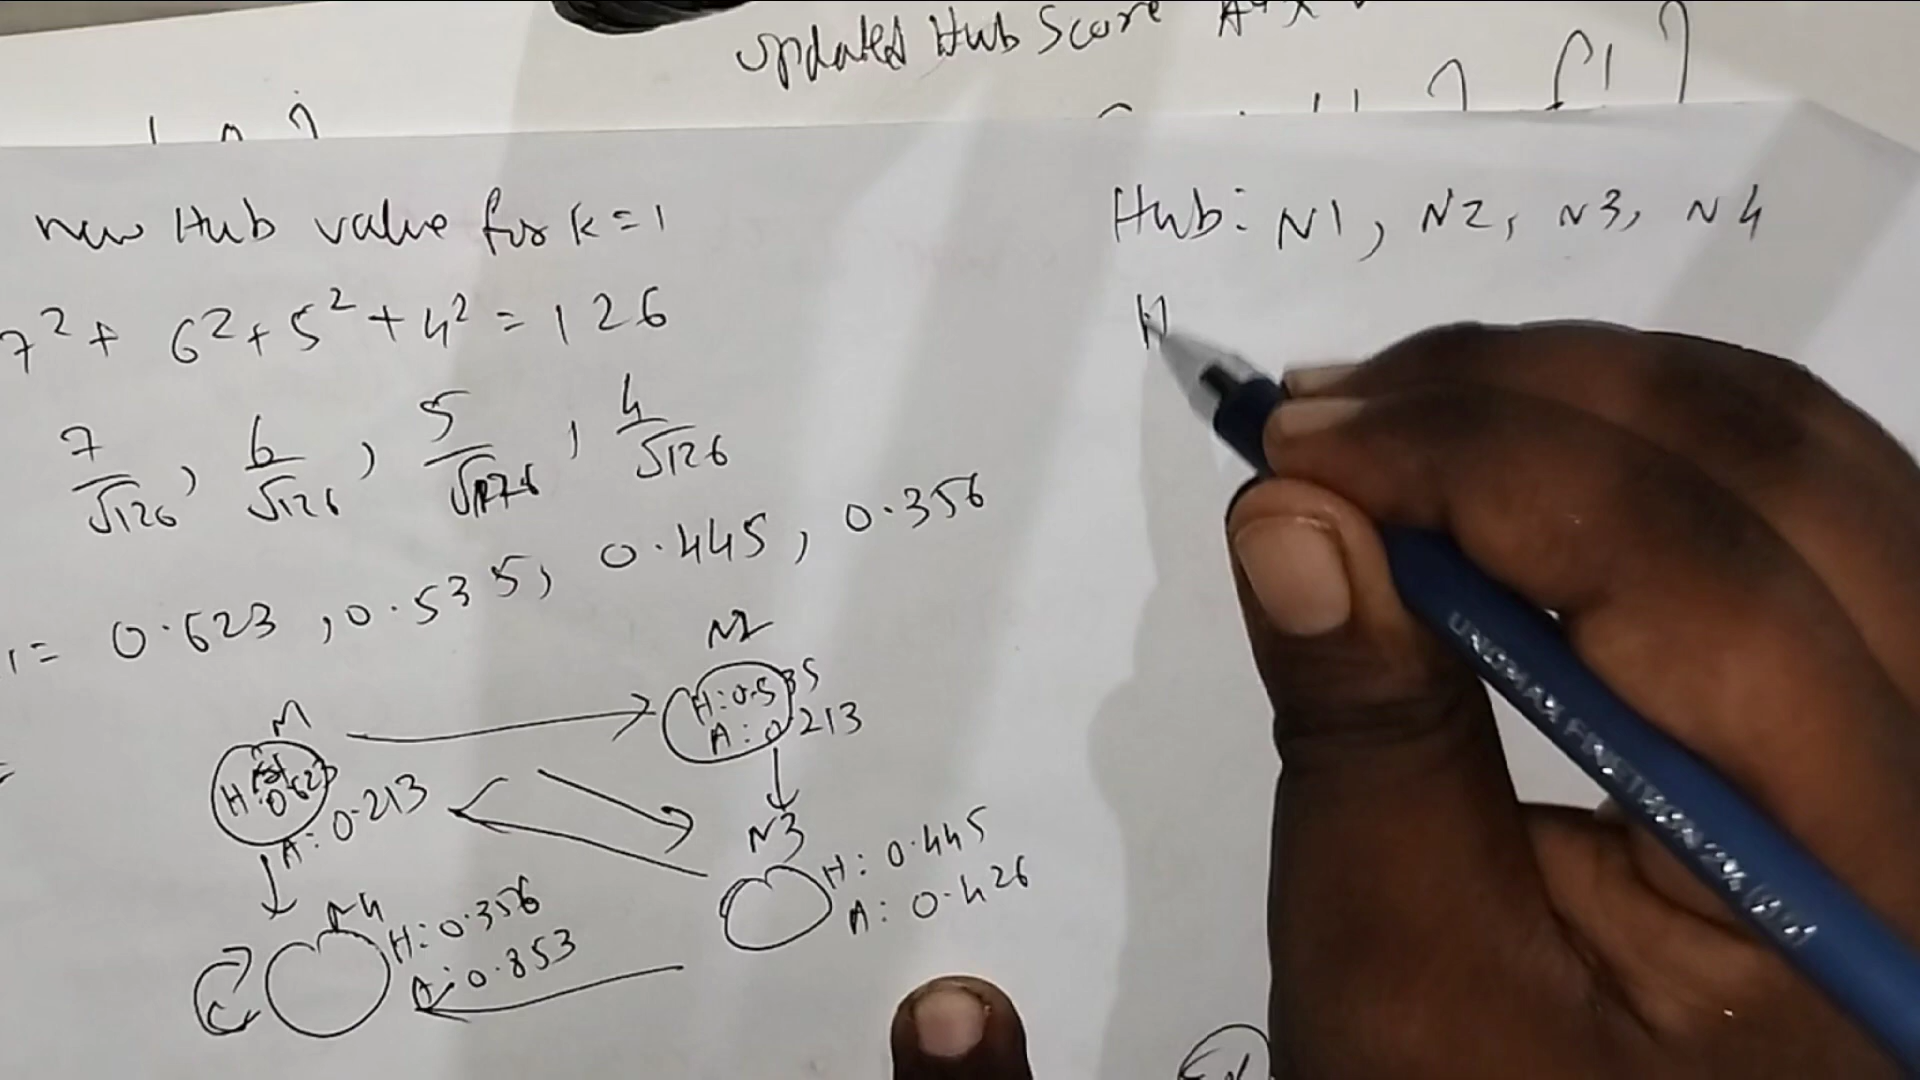 updated Hub Score
new Hub value for k = 1
7² + 6² + 5² + 4² = 126
7/√126, 6/√126, 5/√126, 4/√126
= 0.623, 0.535, 0.445, 0.356
Hub: N1, N2, N3, N4
N2
H: 0.535
A: 0.213
N1
H: 0.623
A: 0.213
N3
H: 0.445
A: 0.426
N4
H: 0.356
A: 0.853
UNOMAX